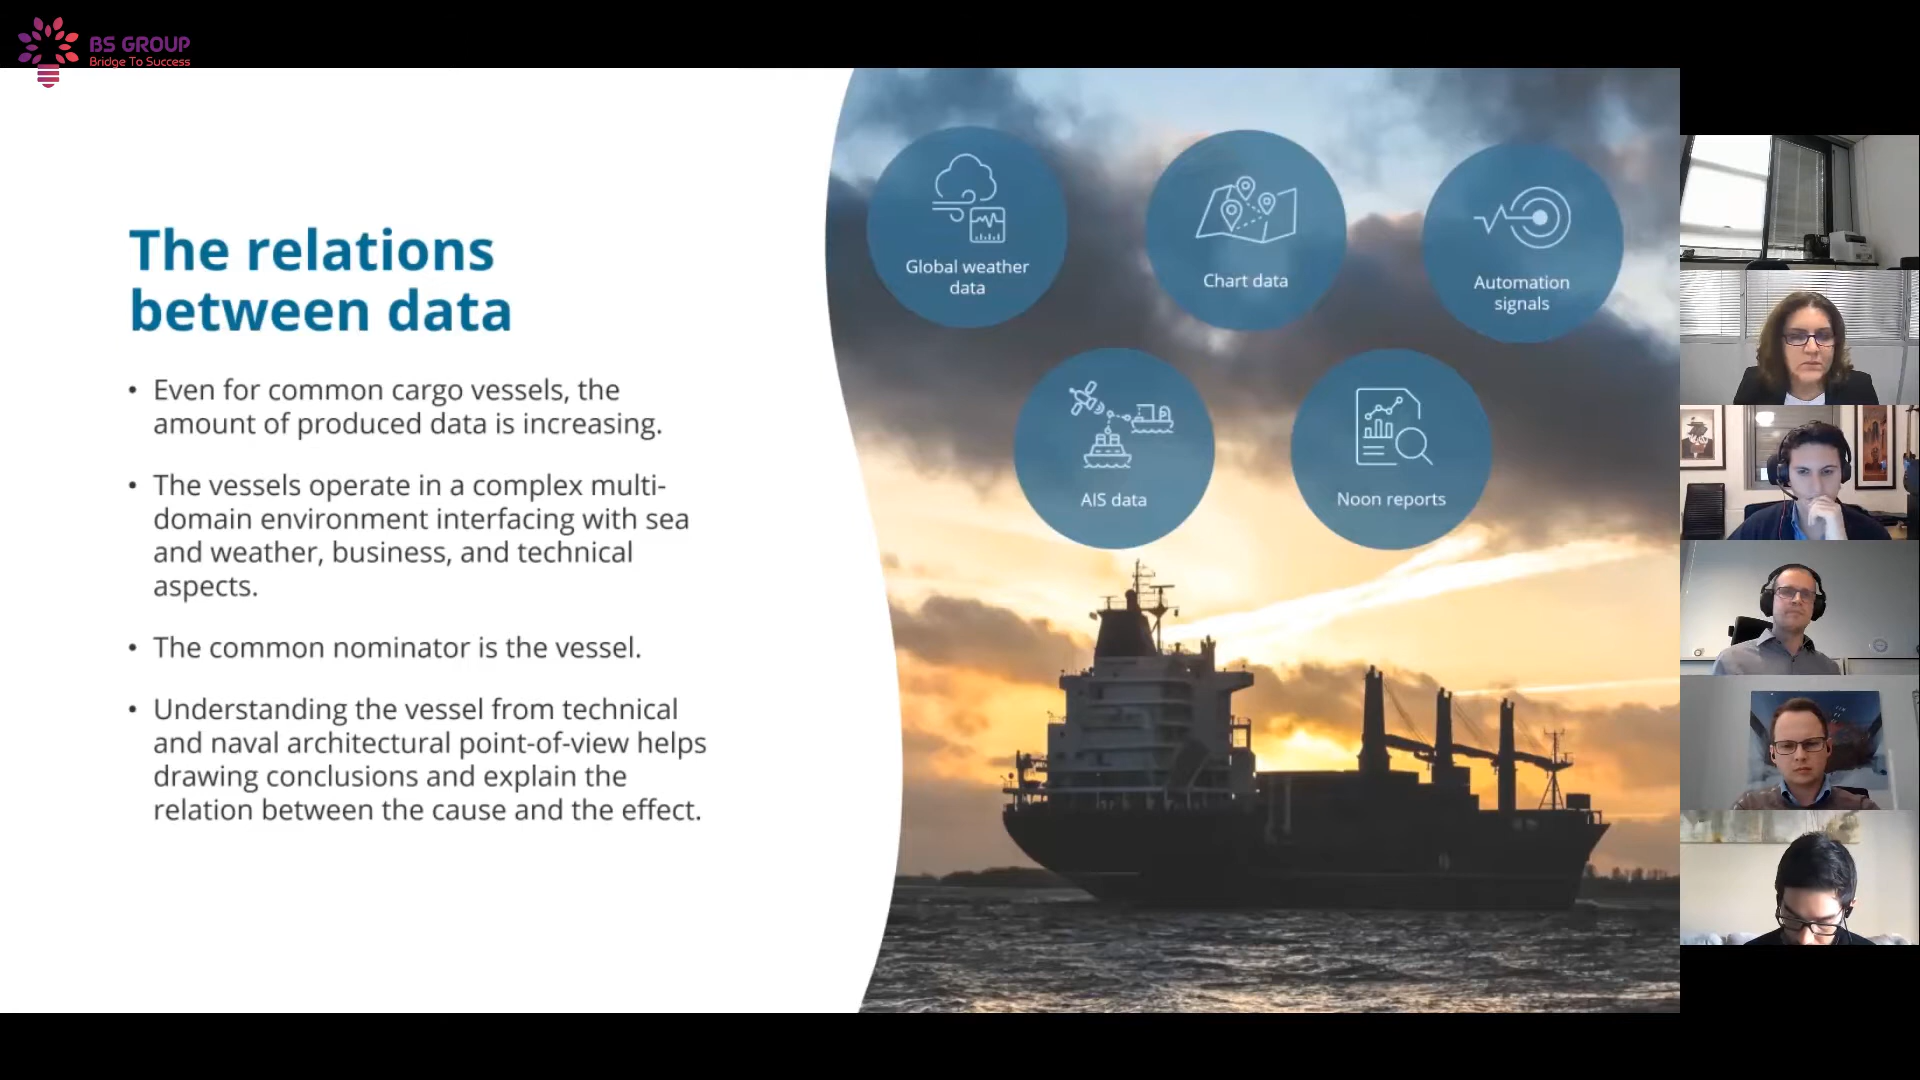 BS GROUP
Bridge To Success
The relations
between data
• Even for common cargo vessels, the
amount of produced data is increasing.
• The vessels operate in a complex multi-
domain environment interfacing with sea
and weather, business, and technical
aspects.
• The common nominator is the vessel.
• Understanding the vessel from technical
and naval architectural point-of-view helps
drawing conclusions and explain the
relation between the cause and the effect.
Global weather
data
Chart data
Automation
signals
AIS data
Noon reports